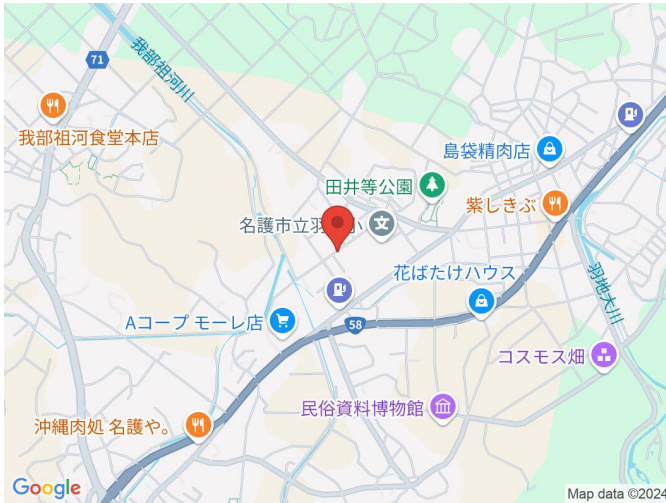 71
我部祖河川
我部祖河食堂本店
島袋精肉店
田井等公園
紫しきぶ
名護市立羽
小
文
花ばたけハウス
羽地大川
Aコープ モーレ店
58
コスモス畑
民俗資料博物館
沖縄肉処 名護や。
Google
Map data ©2024